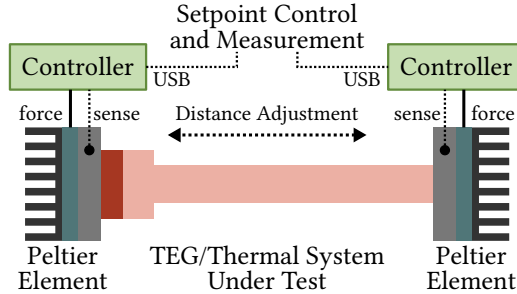 Setpoint Control
and Measurement
Controller
Controller
USB
USB
force
sense
Distance Adjustment
sense
force
Peltier
Element
TEG/Thermal System
Under Test
Peltier
Element